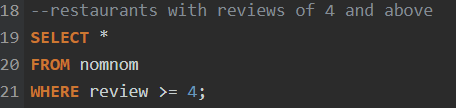 18 --restaurants with reviews of 4 and above
19 SELECT *
20 FROM nomnom
21 WHERE review >= 4;